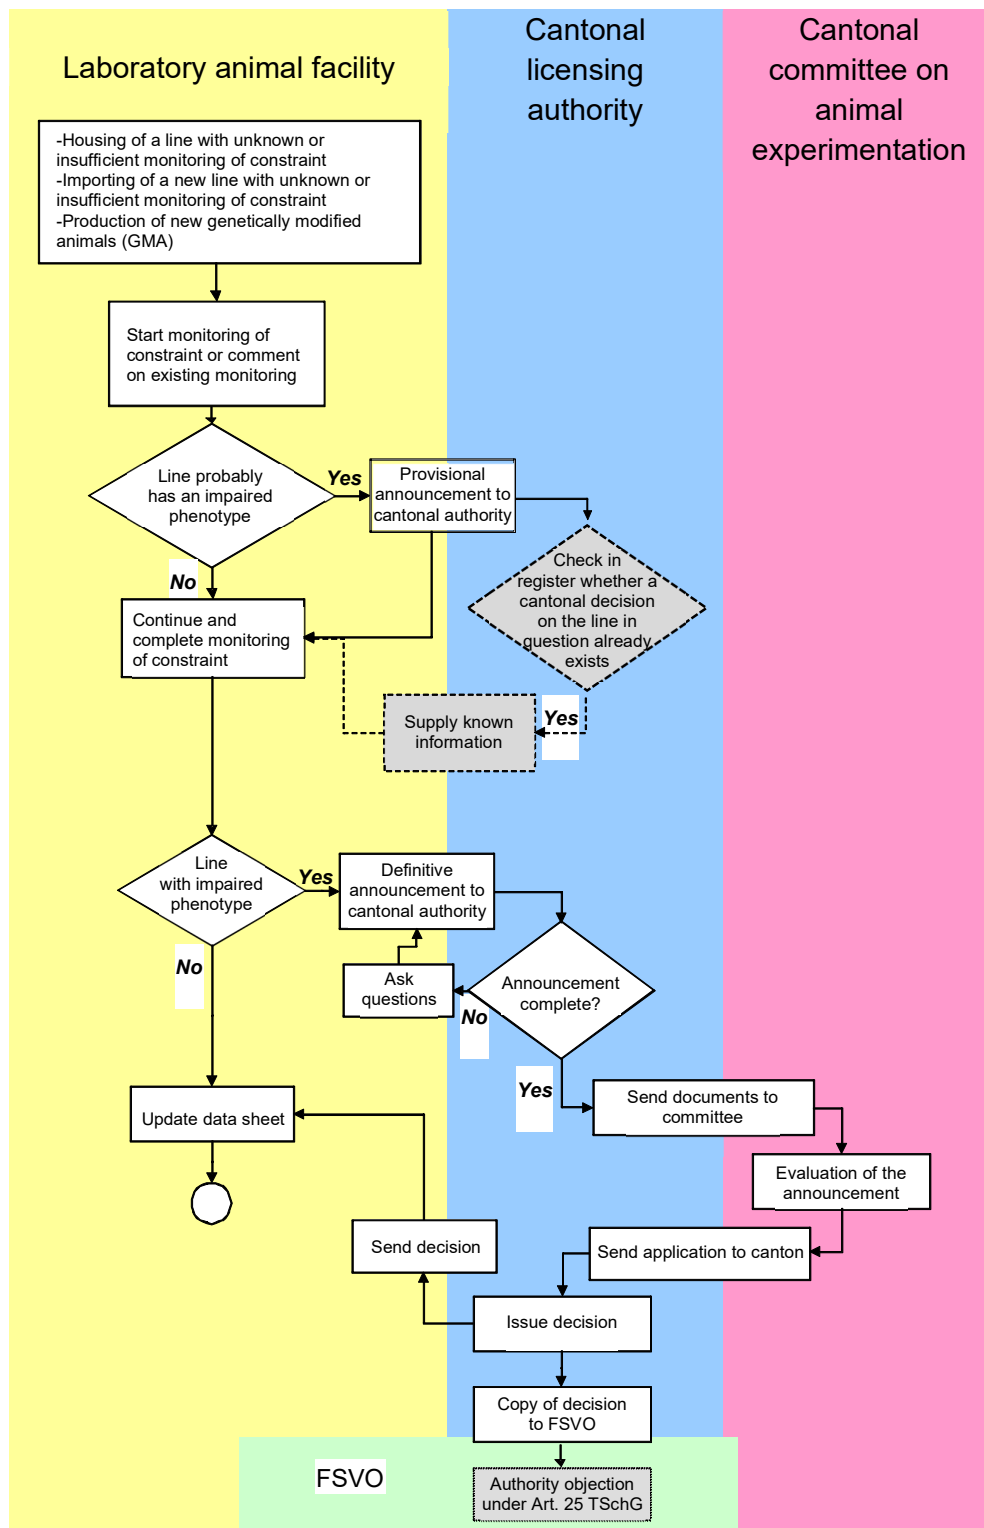 Laboratory animal facility
Cantonal
licensing
authority
Cantonal
committee on
animal
experimentation
-Housing of a line with unknown or
insufficient monitoring of constraint
-Importing of a new line with unknown or
insufficient monitoring of constraint
-Production of new genetically modified
animals (GMA)
Start monitoring of
constraint or comment
on existing monitoring
Line probably
has an impaired
phenotype
Yes
Provisional
announcement to
cantonal authority
No
Check in
register whether a
cantonal decision
on the line in
question already
exists
Continue and
complete monitoring
of constraint
Yes
Supply known
information
Line
with impaired
phenotype
Yes
Definitive
announcement to
cantonal authority
No
Ask
questions
No
Announcement
complete?
Yes
Send documents to
committee
Update data sheet
Evaluation of the
announcement
Send decision
Send application to canton
Issue decision
Copy of decision
to FSVO
FSVO
Authority objection
under Art. 25 TSchG